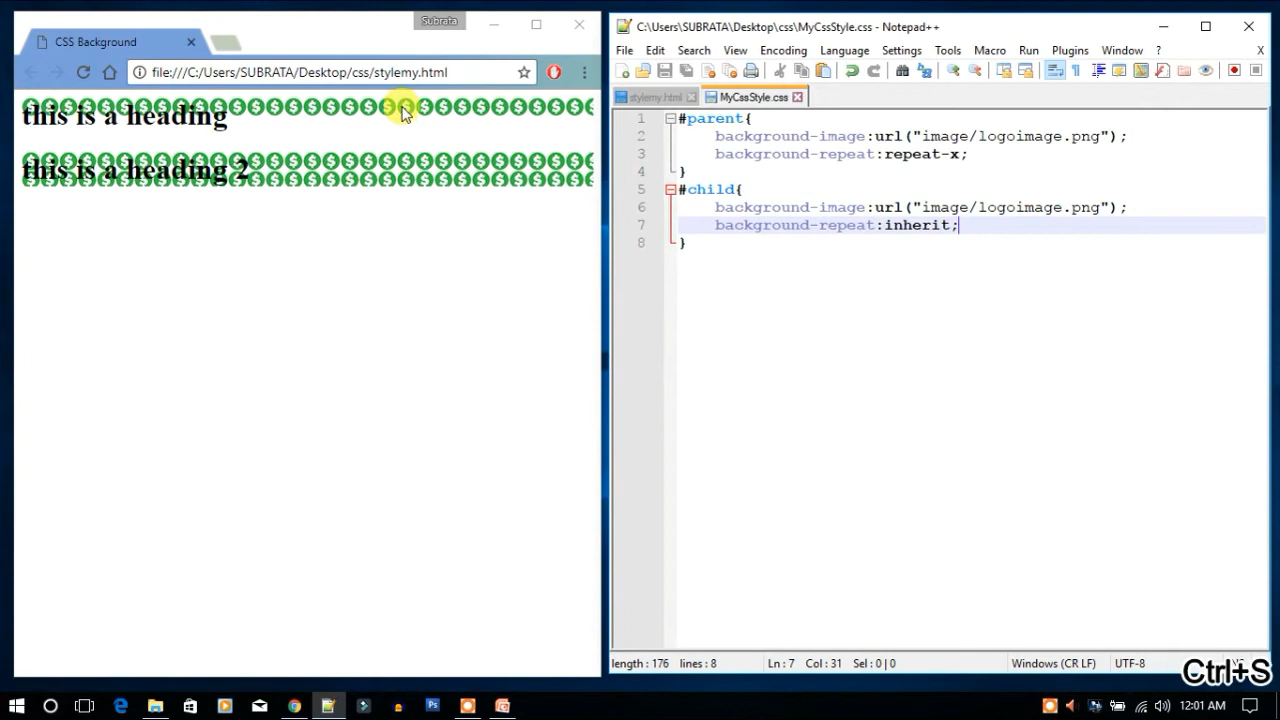 Subrata
CSS Background
file:///C:/Users/SUBRATA/Desktop/css/stylemy.html
this is a heading
this is a heading 2
C:\Users\SUBRATA\Desktop\css\MyCssStyle.css - Notepad++
File Edit Search View Encoding Language Settings Tools Macro Run Plugins Window ? X
stylemy.html MyCssStyle.css
1 #parent{
2 background-image:url("image/logoimage.png");
3 background-repeat:repeat-x;
4 }
5 #child{
6 background-image:url("image/logoimage.png");
7 background-repeat:inherit;
8 }
length : 176 lines : 8 Ln : 7 Col : 31 Sel : 0 | 0 Windows (CR LF) UTF-8
Ctrl+S
12:01 AM